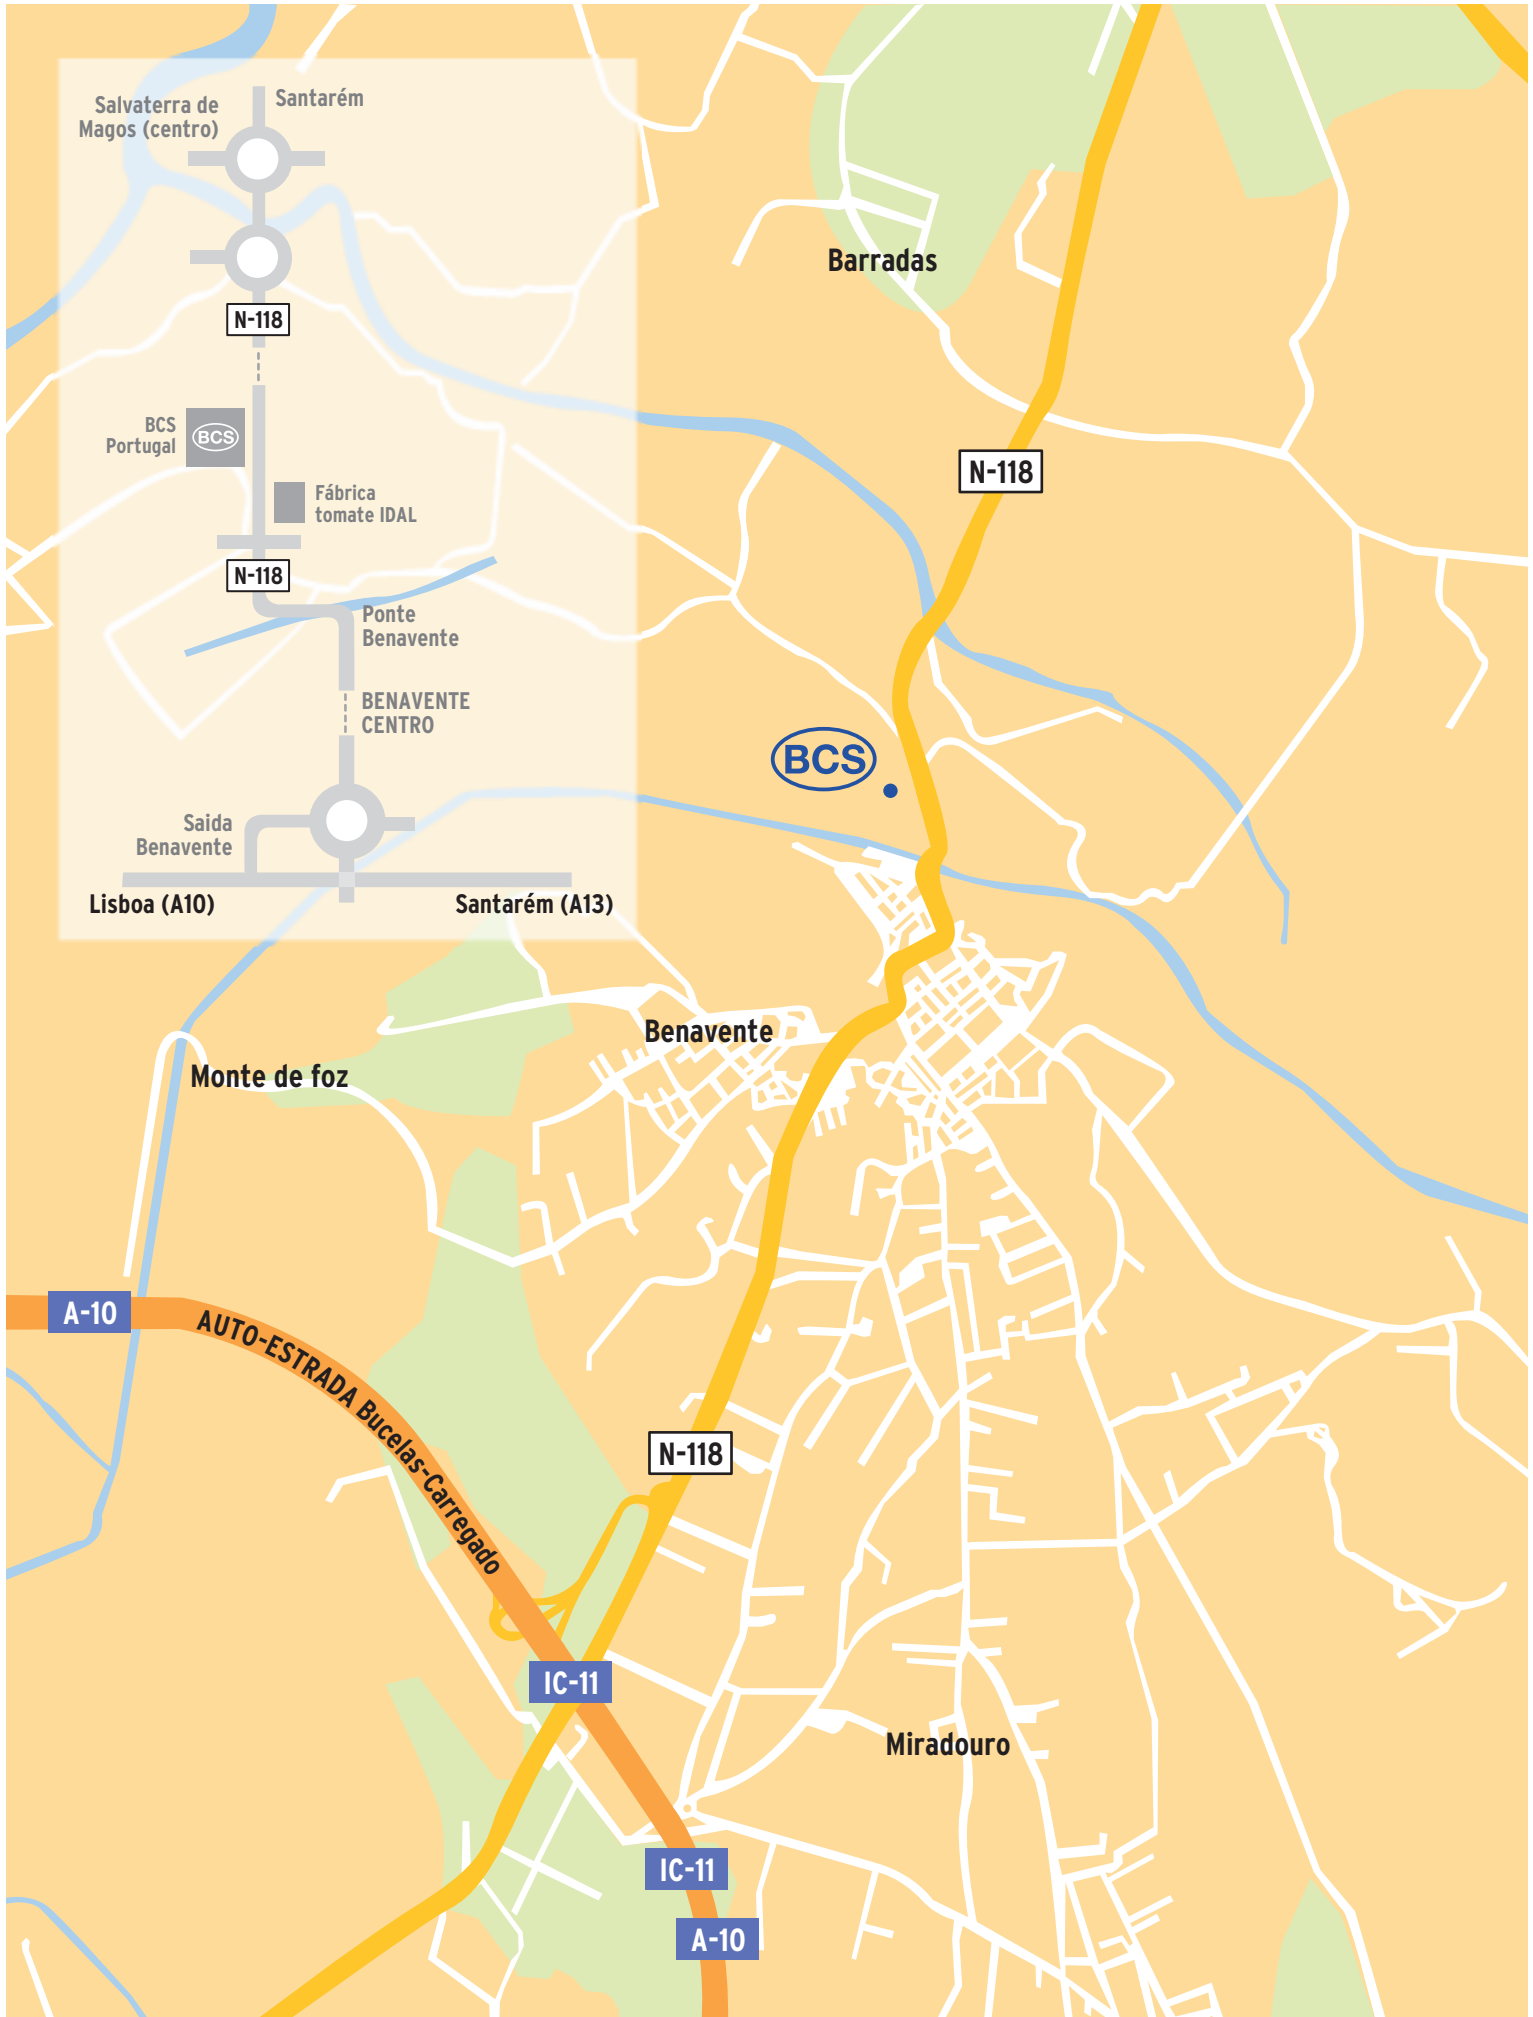 Santarém
Salvaterra de
Magos (centro)
N-118
BCS
Portugal
BCS
Fábrica
tomate IDAL
N-118
Ponte
Benavente
BENAVENTE
CENTRO
Saida
Benavente
Lisboa (A10)
Santarém (A13)
Barradas
N-118
BCS
Benavente
Monte de foz
A-10
AUTO-ESTRADA Bucelas-Carregado
N-118
IC-11
Miradouro
IC-11
A-10